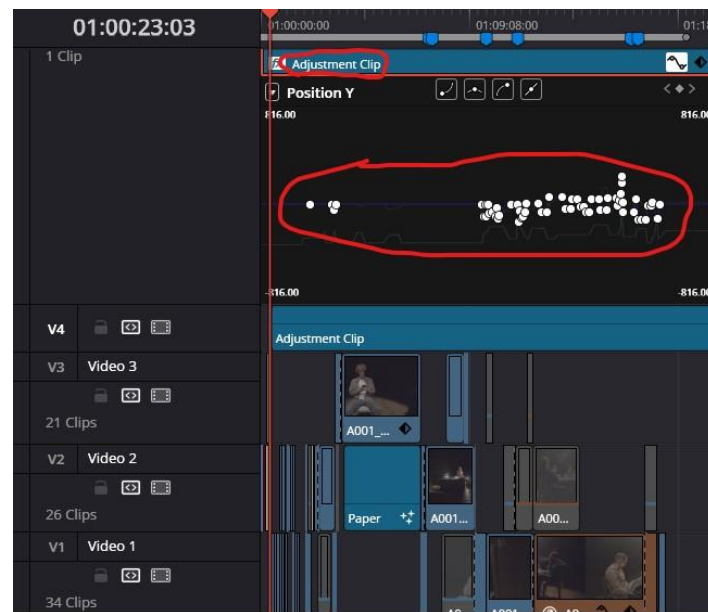 01:00:23:03
01:00:00:00
01:09:08:00
1 Clip
Adjustment Clip
Position Y
816.00
-816.00
-816.00
V4
Adjustment Clip
V3 Video 3
21 Clips
A001_...
V2 Video 2
26 Clips
Paper
A001...
A00...
V1 Video 1
34 Clips